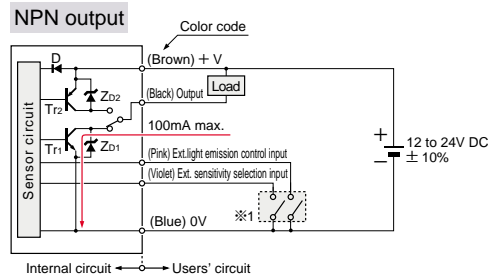 NPN output
Color code
D
(Brown) + V
Load
ZD2
(Black) Output
Tr2
100mA max.
ZD1
Tr1
Sensor circuit
(Pink) Ext.light emission control input
(Violet) Ext. sensitivity selection input
+
12 to 24V DC
− ± 10%
※1
(Blue) 0V
Internal circuit
Users' circuit